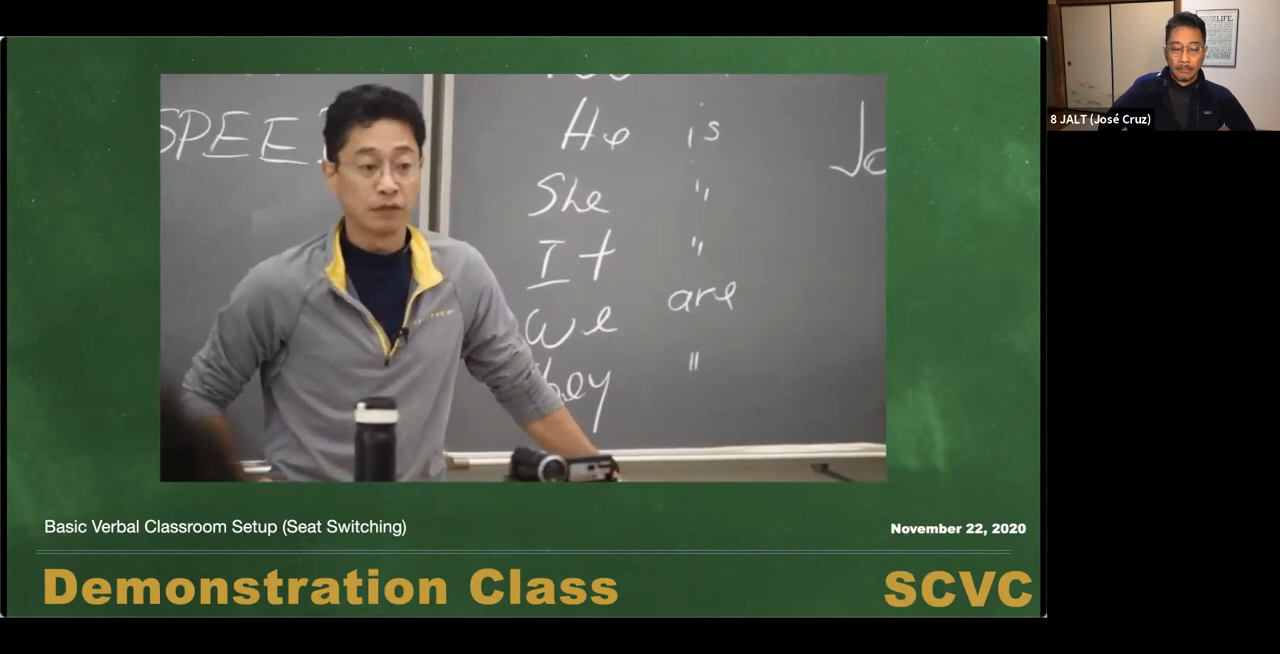 SPEE
He is
She "
It "
We are
hey "
Basic Verbal Classroom Setup (Seat Switching)
November 22, 2020
Demonstration Class
SCVC
LIFE.
8 JALT (José Cruz)